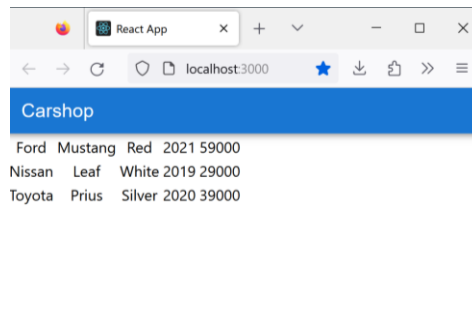 React App
localhost:3000
Carshop
Ford Mustang Red 2021 59000
Nissan Leaf White 2019 29000
Toyota Prius Silver 2020 39000